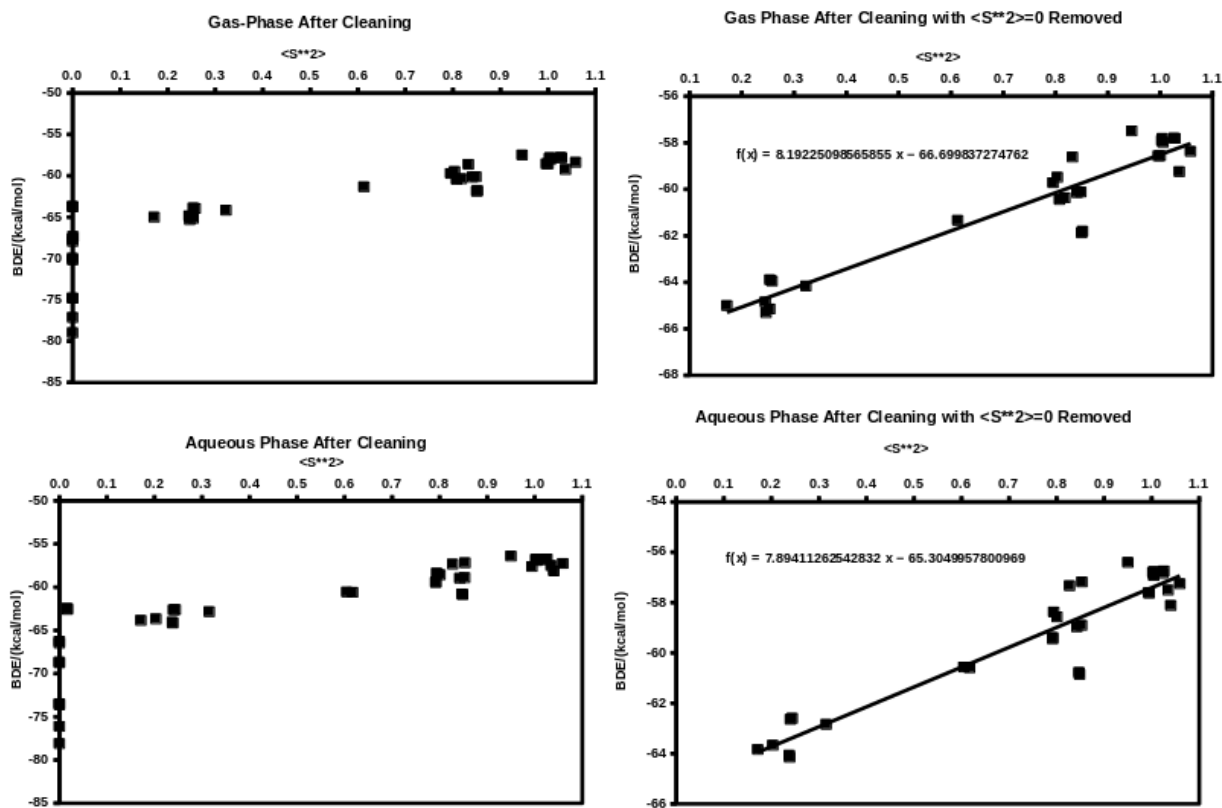 Gas-Phase After Cleaning
<S**2>
0.0 0.1 0.2 0.3 0.4 0.5 0.6 0.7 0.8 0.9 1.0 1.1
-50
-55
-60
-65
-70
-75
-80
-85
BDE/(kcal/mol)
Gas Phase After Cleaning with <S**2>=0 Removed
<S**2>
0.1 0.2 0.3 0.4 0.5 0.6 0.7 0.8 0.9 1.0 1.1
-56
-58
-60
-62
-64
-66
-68
BDE/(kcal/mol)
f(x) = 8.19225098565855 x − 66.699837274762
Aqueous Phase After Cleaning
<S**2>
0.0 0.1 0.2 0.3 0.4 0.5 0.6 0.7 0.8 0.9 1.0 1.1
-50
-55
-60
-65
-70
-75
-80
-85
BDE/(kcal/mol)
Aqueous Phase After Cleaning with <S**2>=0 Removed
<S**2>
0.0 0.1 0.2 0.3 0.4 0.5 0.6 0.7 0.8 0.9 1.0 1.1
-54
-56
-58
-60
-62
-64
-66
BDE/(kcal/mol)
f(x) = 7.89411262542832 x − 65.3049957800969